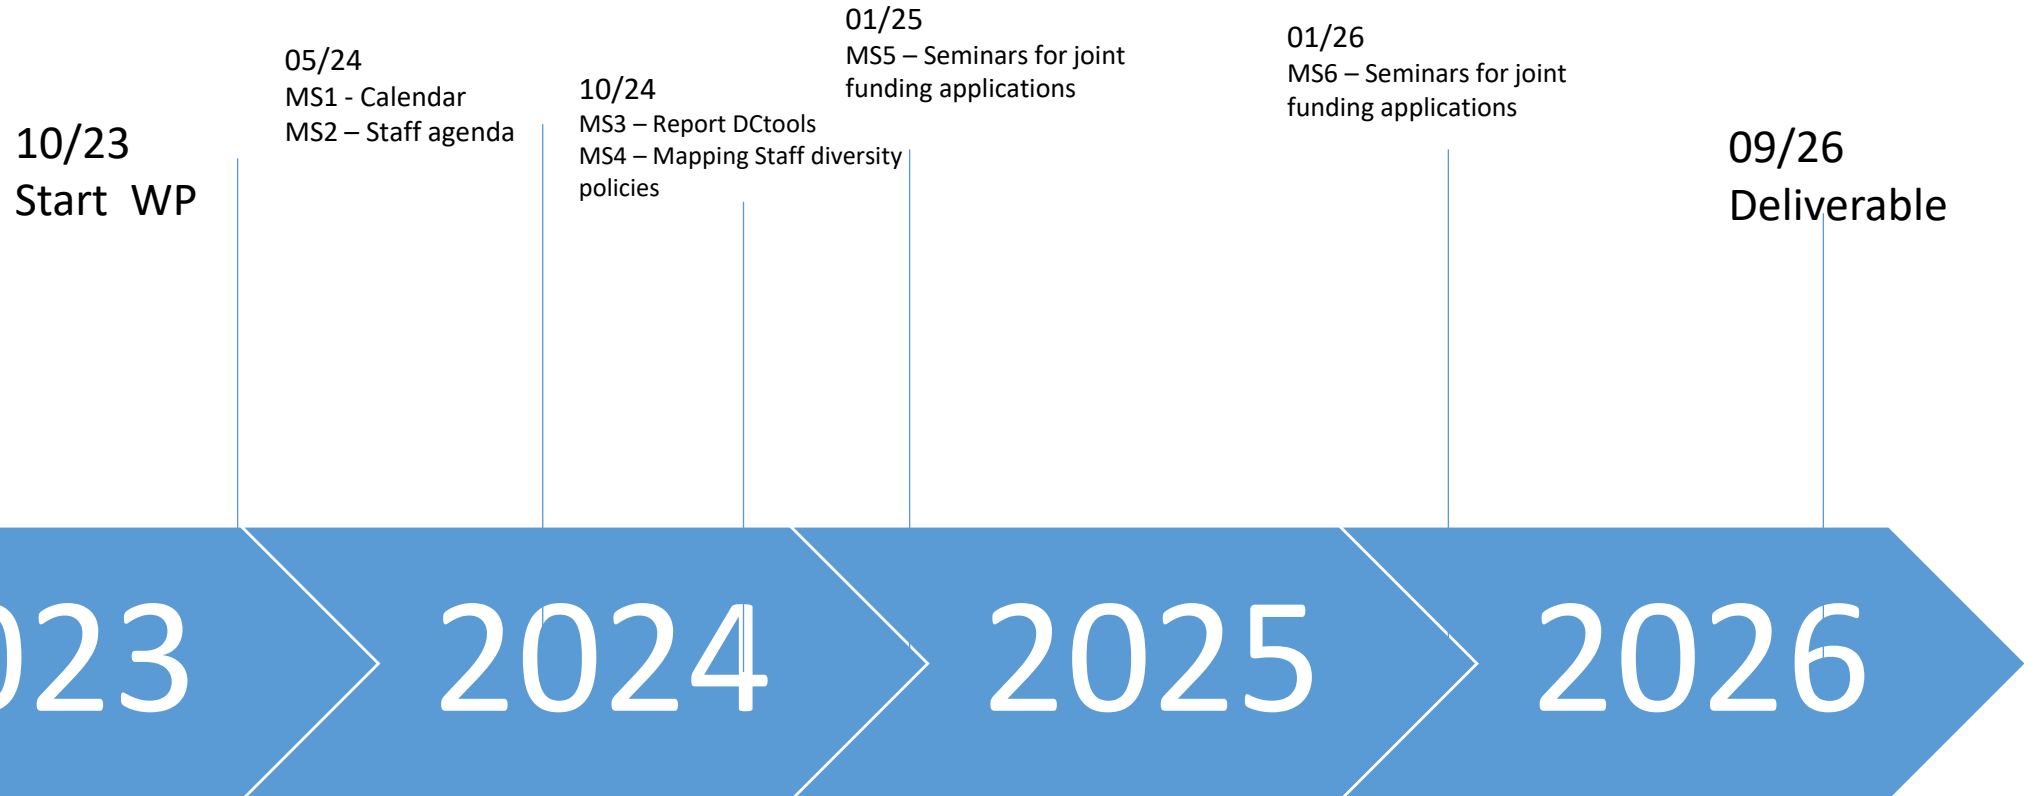 10/23
Start WP
05/24
MS1 - Calendar
MS2 – Staff agenda
10/24
MS3 – Report DCtools
MS4 – Mapping Staff diversity
policies
01/25
MS5 – Seminars for joint
funding applications
01/26
MS6 – Seminars for joint
funding applications
09/26
Deliverable
023
2024
2025
2026